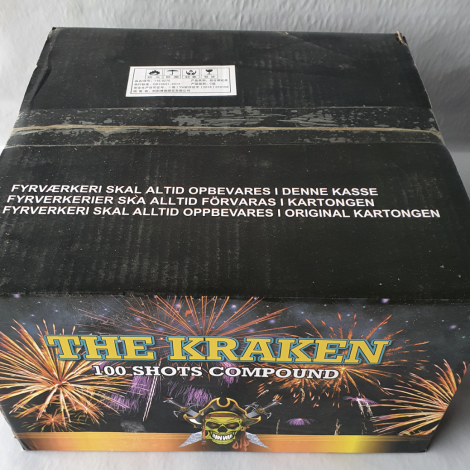 FYRVÆRKERI SKAL ALTID OPBEVARES I DENNE KASSE
FYRVERKERIER SKA ALLTID FÖRVARAS I KARTONGEN
FYRVERKERI SKAL ALLTID OPPBEVARES I ORIGINAL KARTONGEN
THE KRAKEN
100 SHOTS COMPOUND